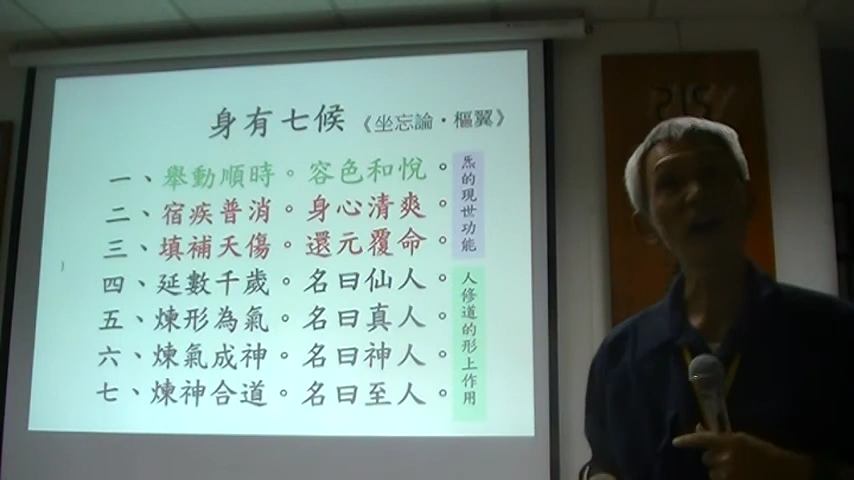 身有七候《坐忘論·樞翼》
一、舉動順時。容色和悅。
二、宿疾普消。身心清爽。
三、填補夭傷。還元覆命。
四、延數千歲。名曰仙人。
五、煉形為氣。名曰真人。
六、煉氣成神。名曰神人。
七、煉神合道。名曰至人。
炁的現世功能
人修道的形上作用